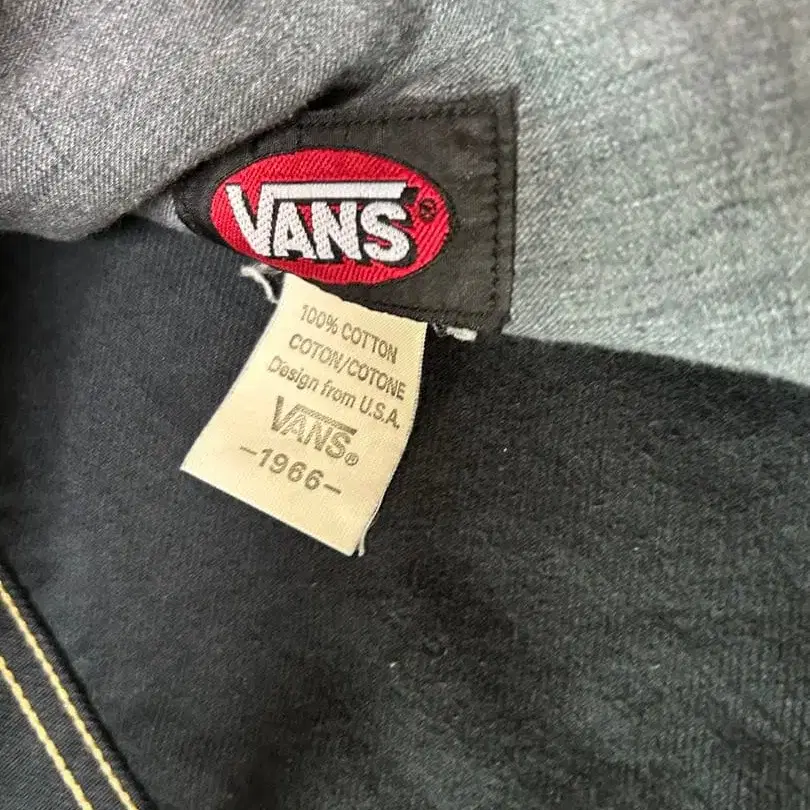 VANS®
100% COTTON
COTON/COTONE
Design from U.S.A.
VANS®
-1966-